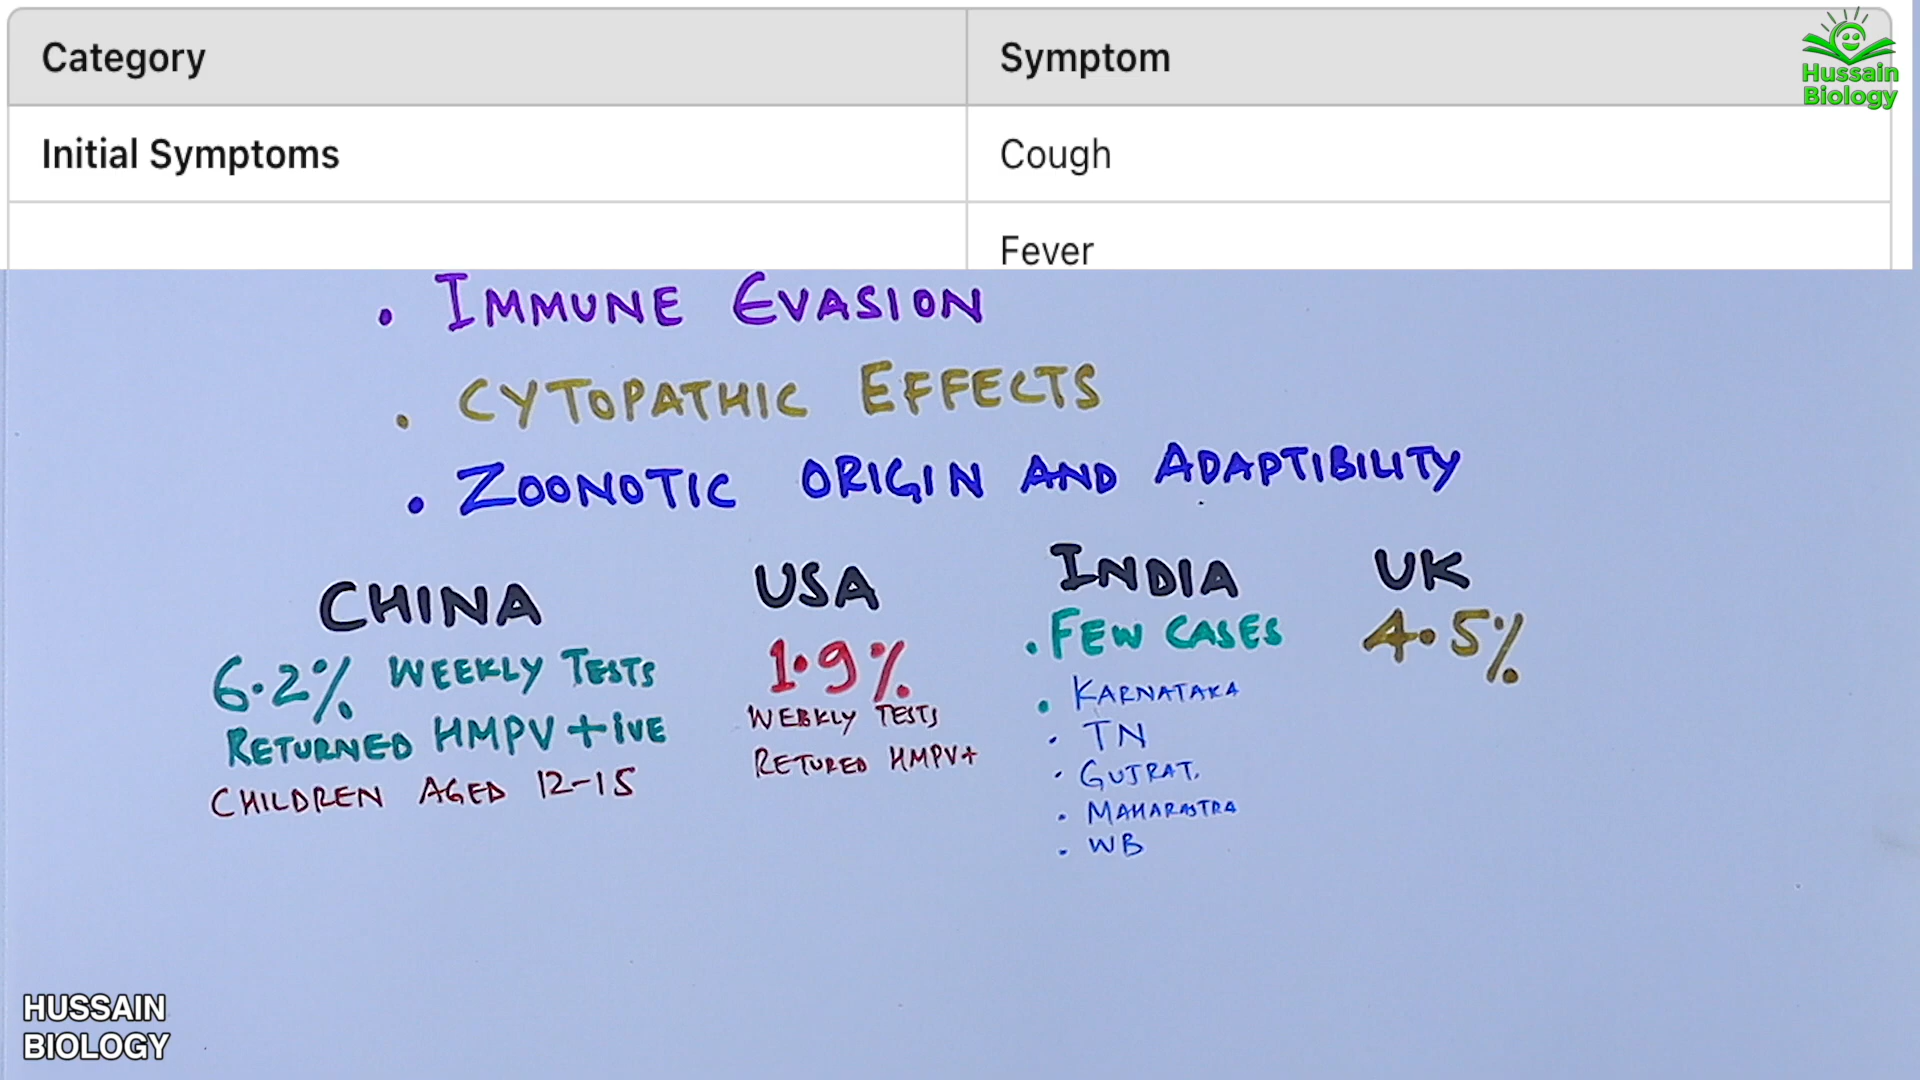 Category Symptom
Hussain
Biology
Initial Symptoms Cough
Fever
• IMMUNE EVASION
• CYTOPATHIC EFFECTS
• ZOONOTIC ORIGIN AND ADAPTIBILITY
CHINA
6.2% WEEKLY TESTS
RETURNED HMPV +IVE
CHILDREN AGED 12-15
USA
1.9%
WEEKLY TESTS
RETURED HMPV+
INDIA
• FEW CASES
• KARNATAKA
• TN
• GUJRAT.
• MAHARASTRA
• WB
UK
4.5%
HUSSAIN
BIOLOGY